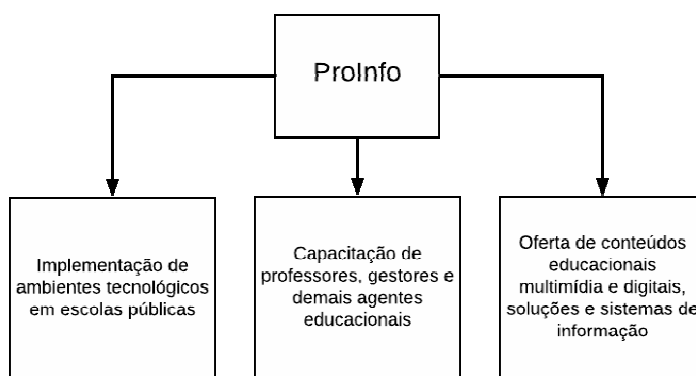 ProInfo
Implementação de
ambientes tecnológicos
em escolas públicas
Capacitação de
professores, gestores e
demais agentes
educacionais
Oferta de conteúdos
educacionais
multimídia e digitais,
soluções e sistemas de
informação